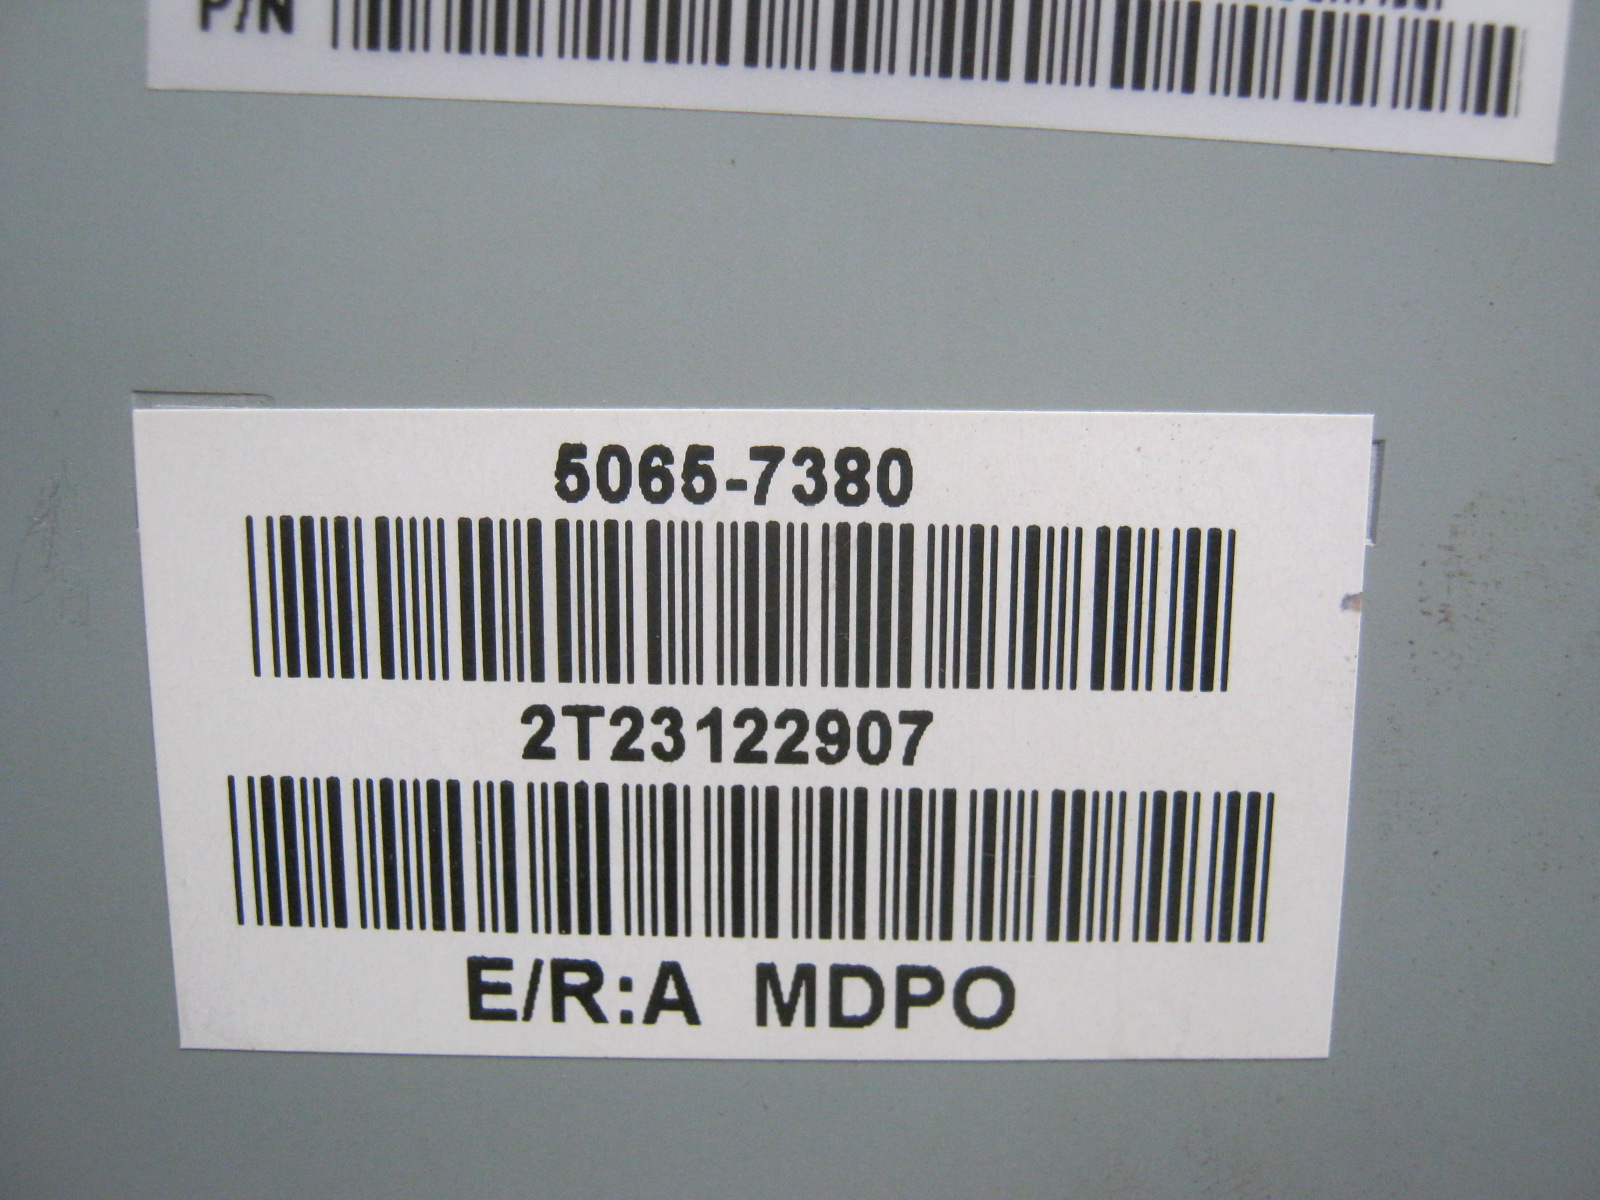 P/N
5065-7380
2T23122907
E/R:A MDPO